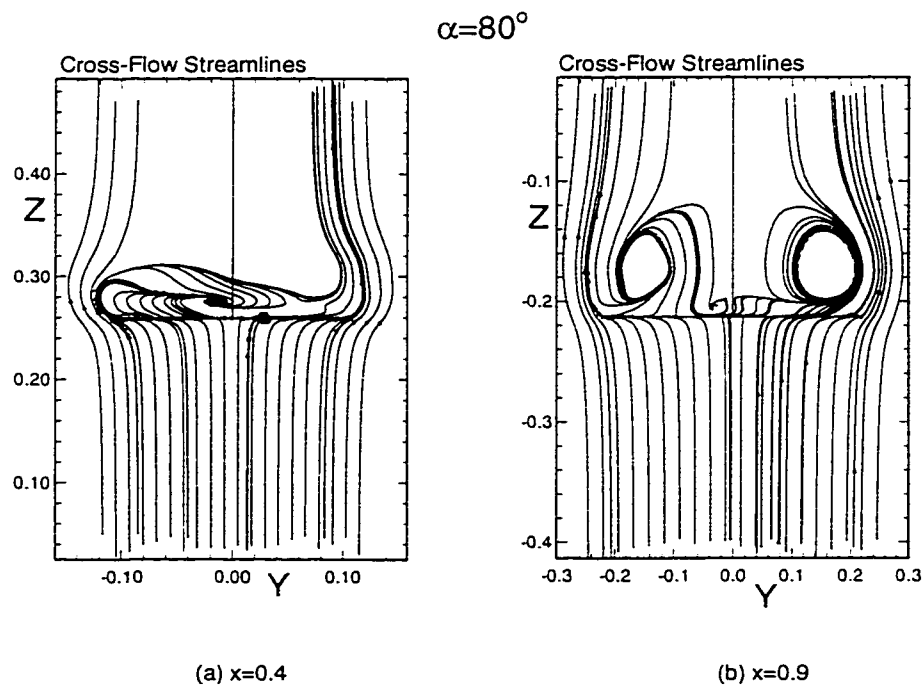 α=80°
Cross-Flow Streamlines
0.40
Z
0.30
0.20
0.10
-0.10
0.00
0.10
Y
(a) x=0.4
Cross-Flow Streamlines
-0.1
Z
-0.2
-0.3
-0.4
-0.3
-0.2
-0.1
0.0
0.1
0.2
0.3
Y
(b) x=0.9